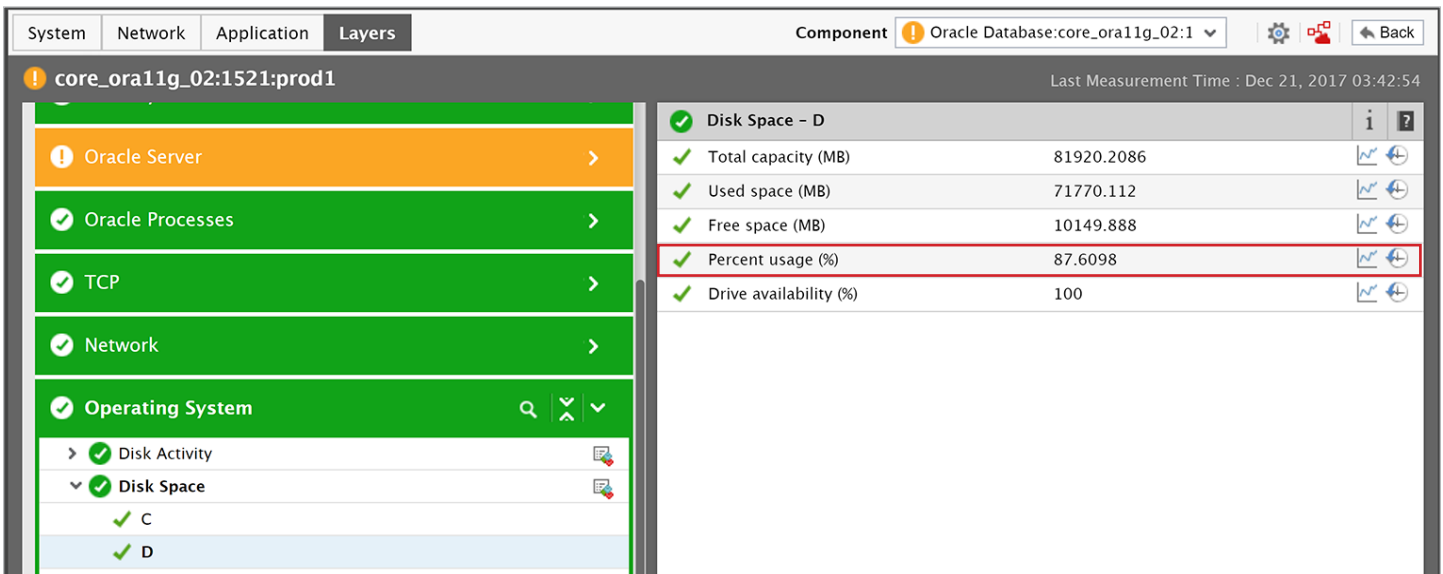 System Network Application Layers Component Oracle Database:core_ora11g_02:1 Back
core_ora11g_02:1521:prod1 Last Measurement Time : Dec 21, 2017 03:42:54
Oracle Server
Oracle Processes
TCP
Network
Operating System
Disk Activity
Disk Space
C
D
Disk Space - D
Total capacity (MB) 81920.2086
Used space (MB) 71770.112
Free space (MB) 10149.888
Percent usage (%) 87.6098
Drive availability (%) 100